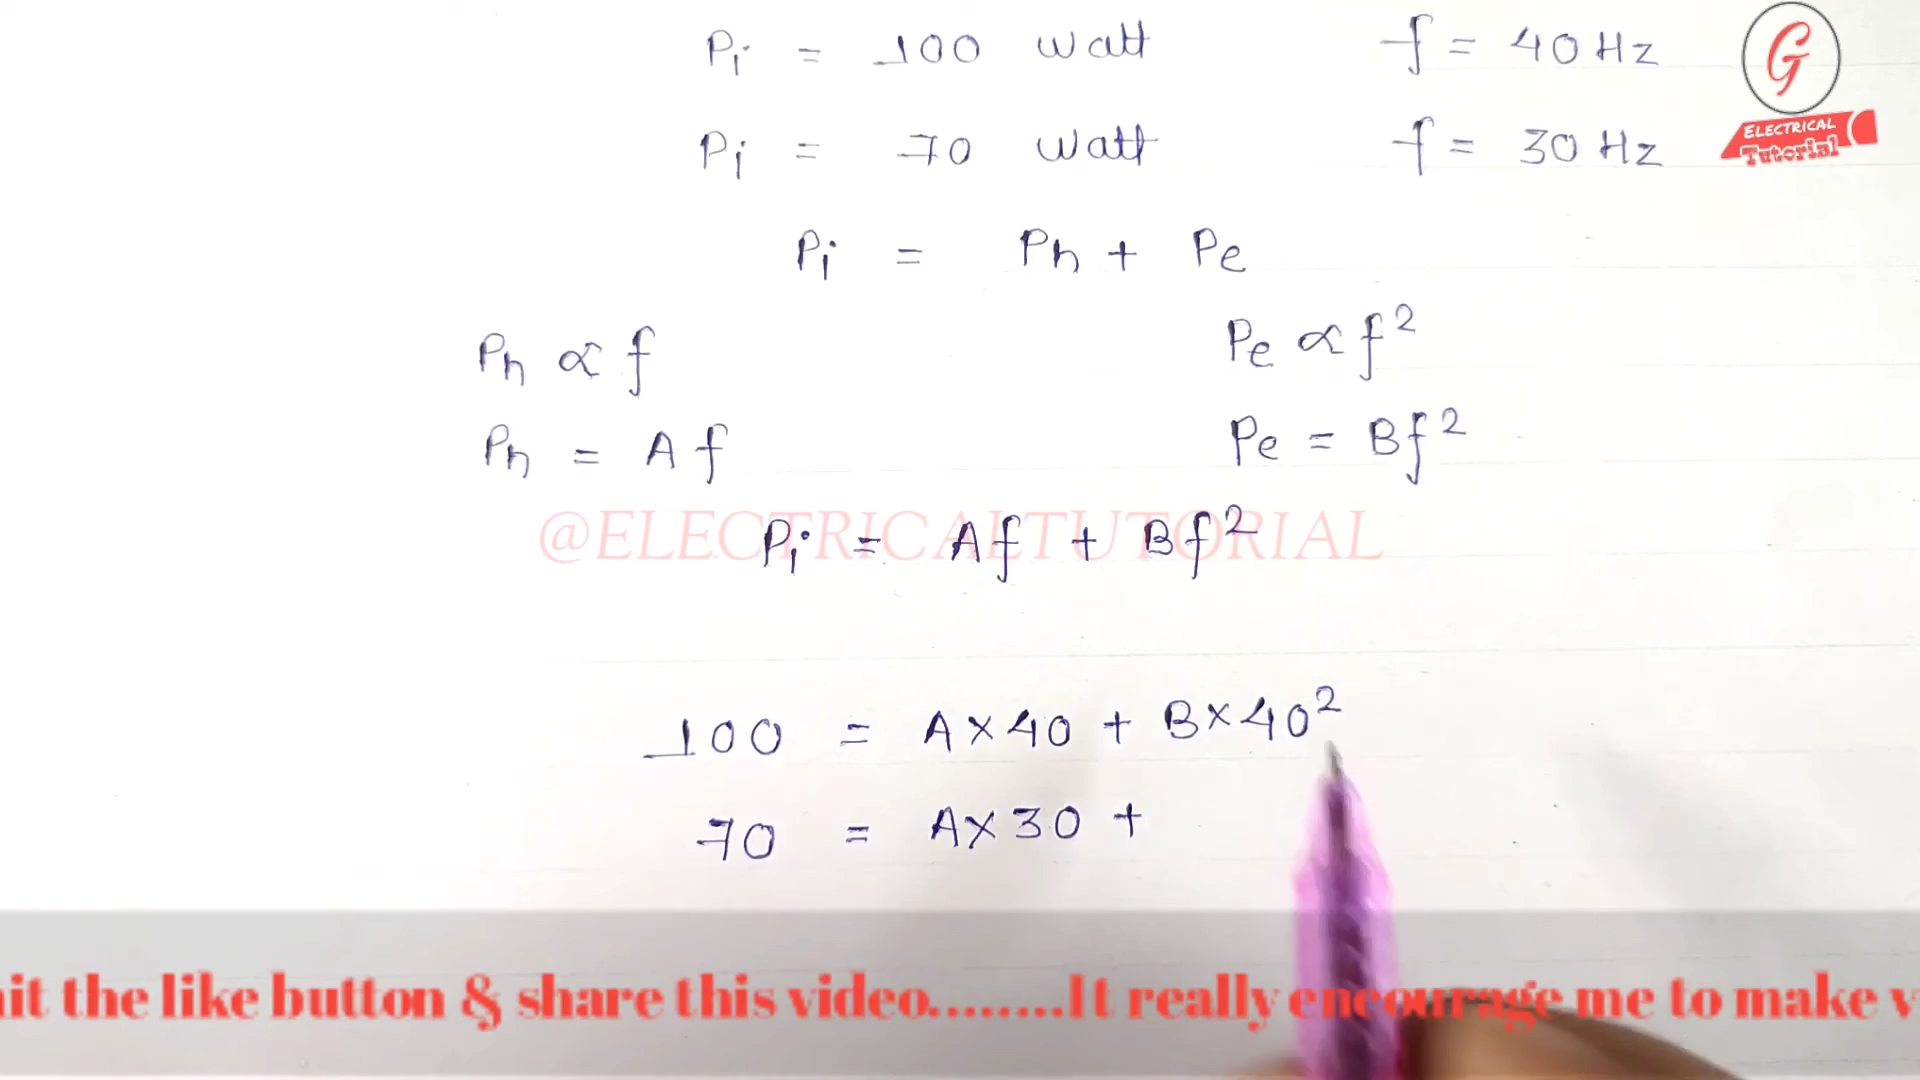 Pi = 100 watt f = 40 Hz
Pi = 70 watt f = 30 Hz
G
ELECTRICAL
Tutorial
Pi = Ph + Pe
Ph ∝ f Pe ∝ f²
Ph = Af Pe = Bf²
@ELECTRICALTUTORIAL
Pi = Af + Bf²
100 = A×40 + B×40²
70 = A×30 +
it the like button & share this video........It really encourage me to make v